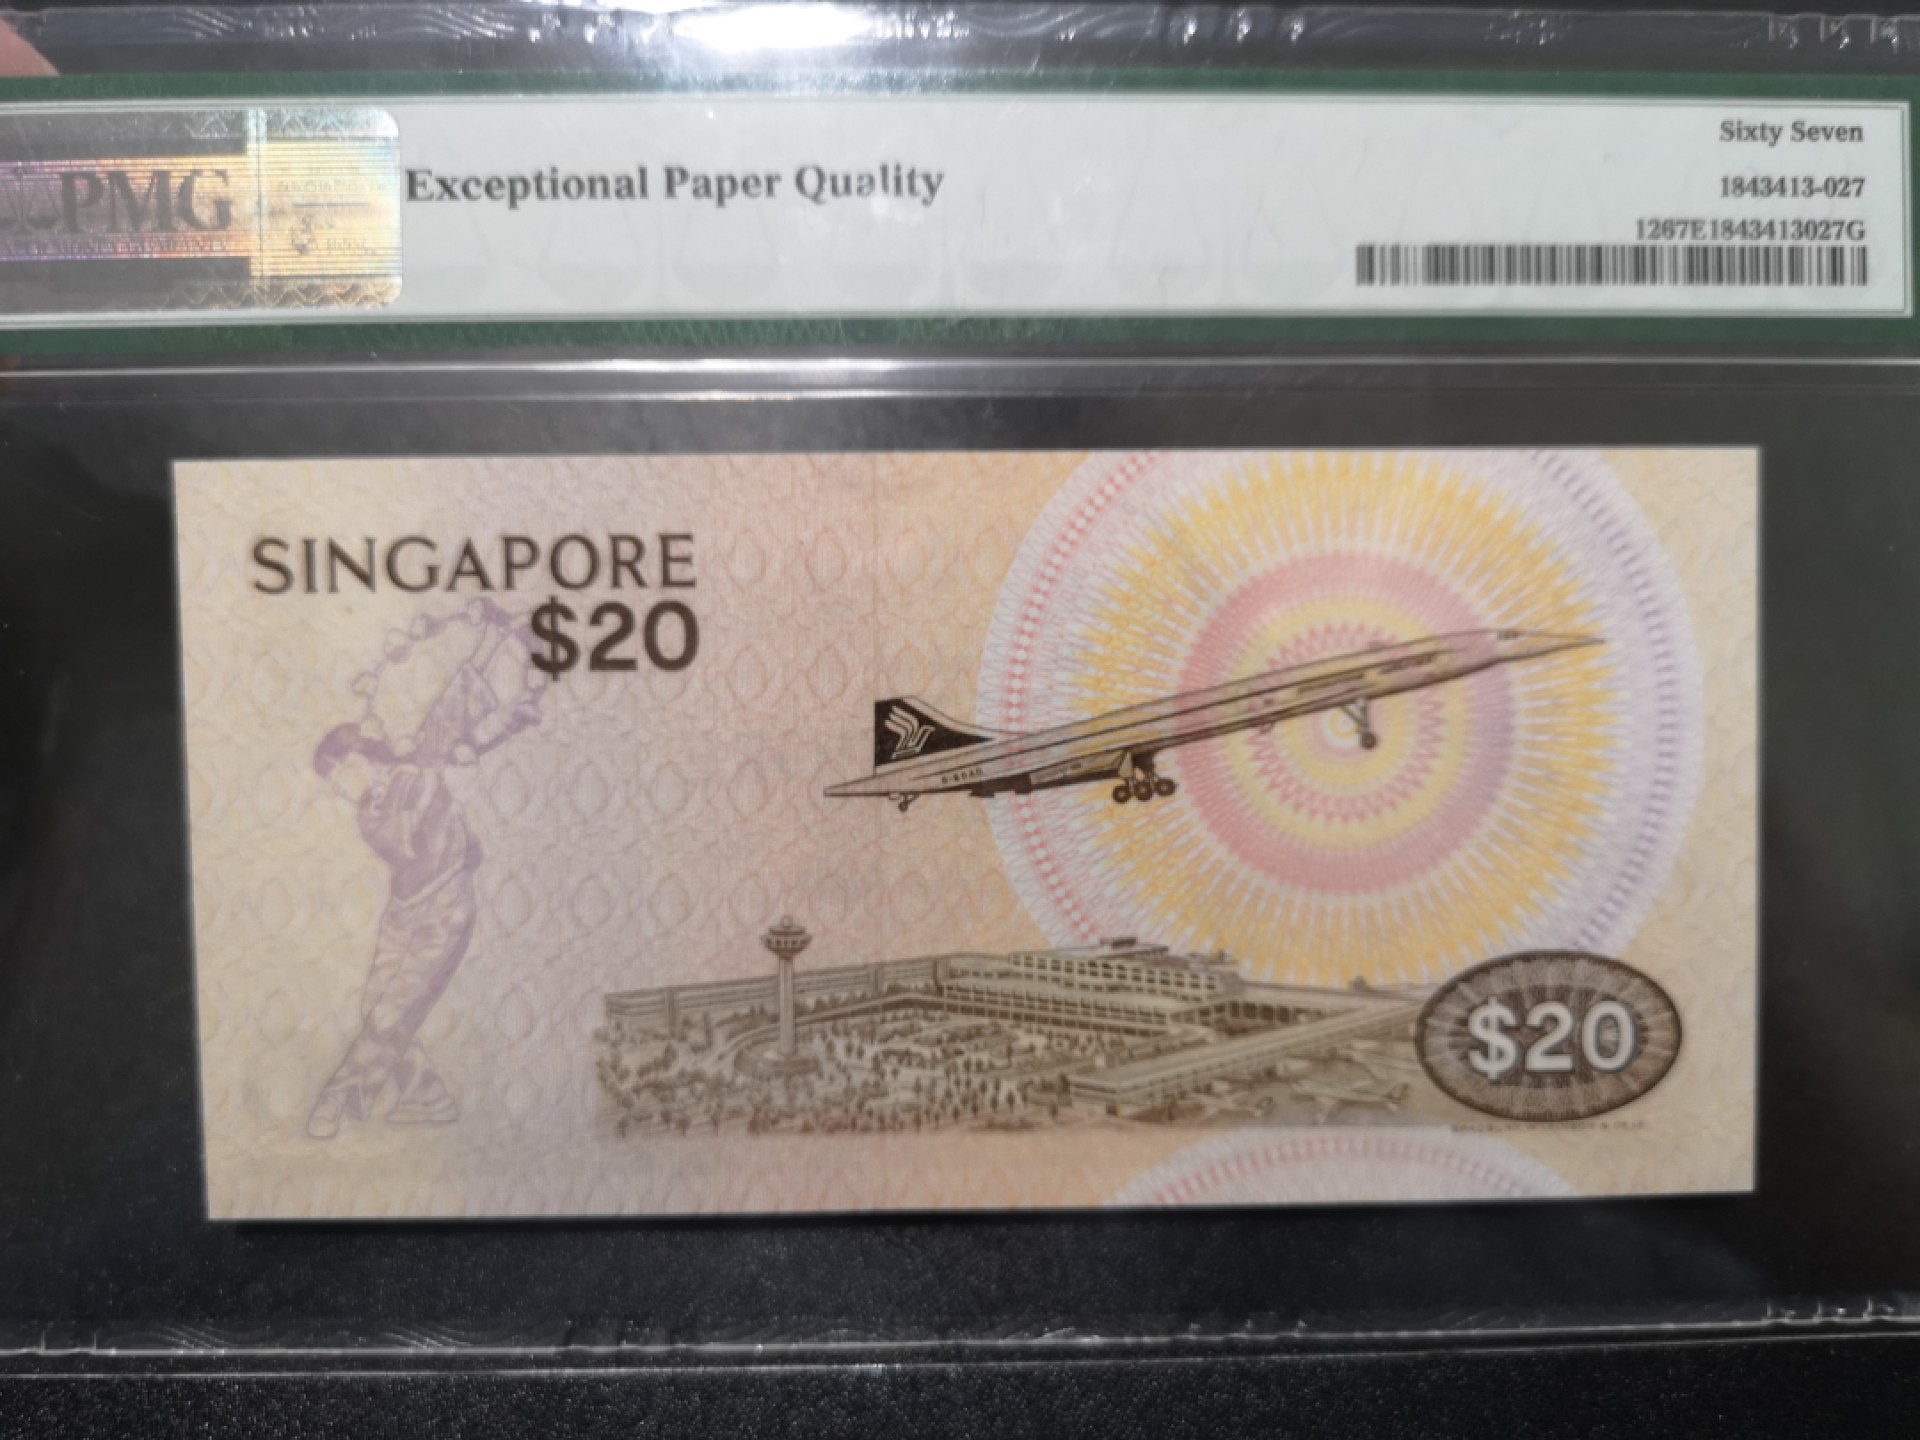 PMG
Exceptional Paper Quality
Sixty Seven
1843413-027
1267E1843413027G
SINGAPORE
$20
$20